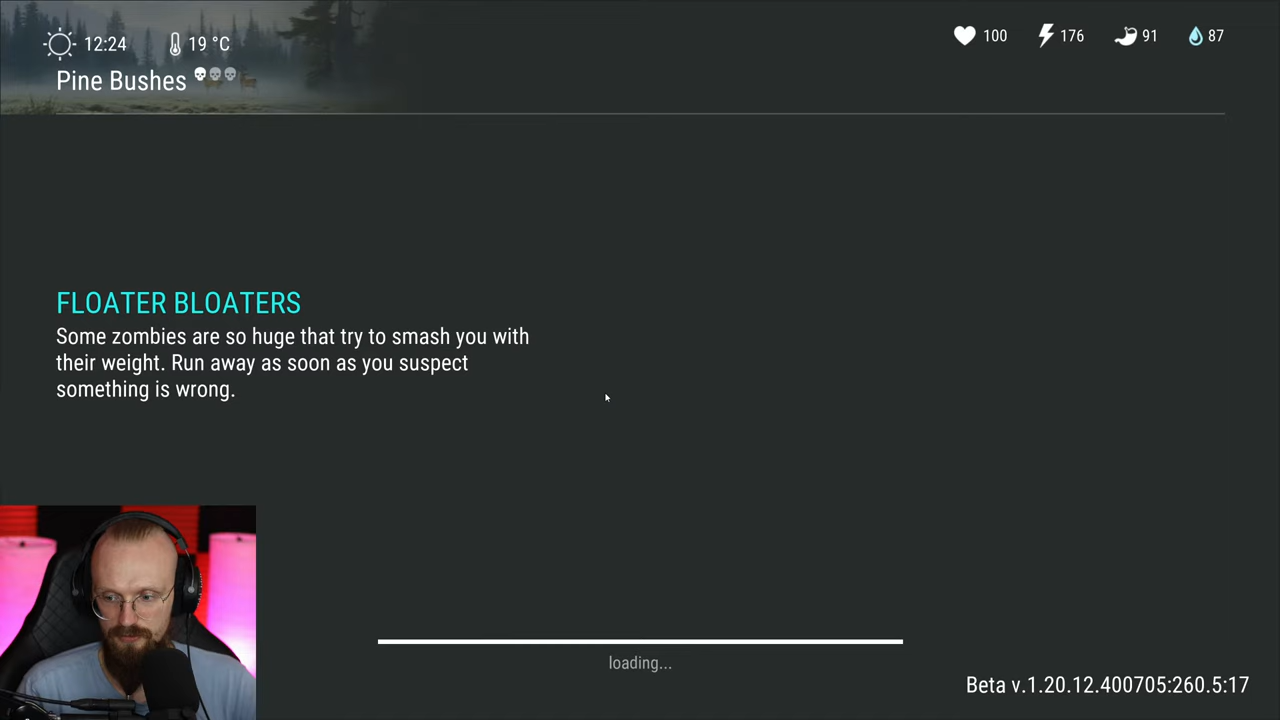 12:24 19 °C
100 176 91 87
Pine Bushes
FLOATER BLOATERS
Some zombies are so huge that try to smash you with
their weight. Run away as soon as you suspect
something is wrong.
loading...
Beta v.1.20.12.400705:260.5:17